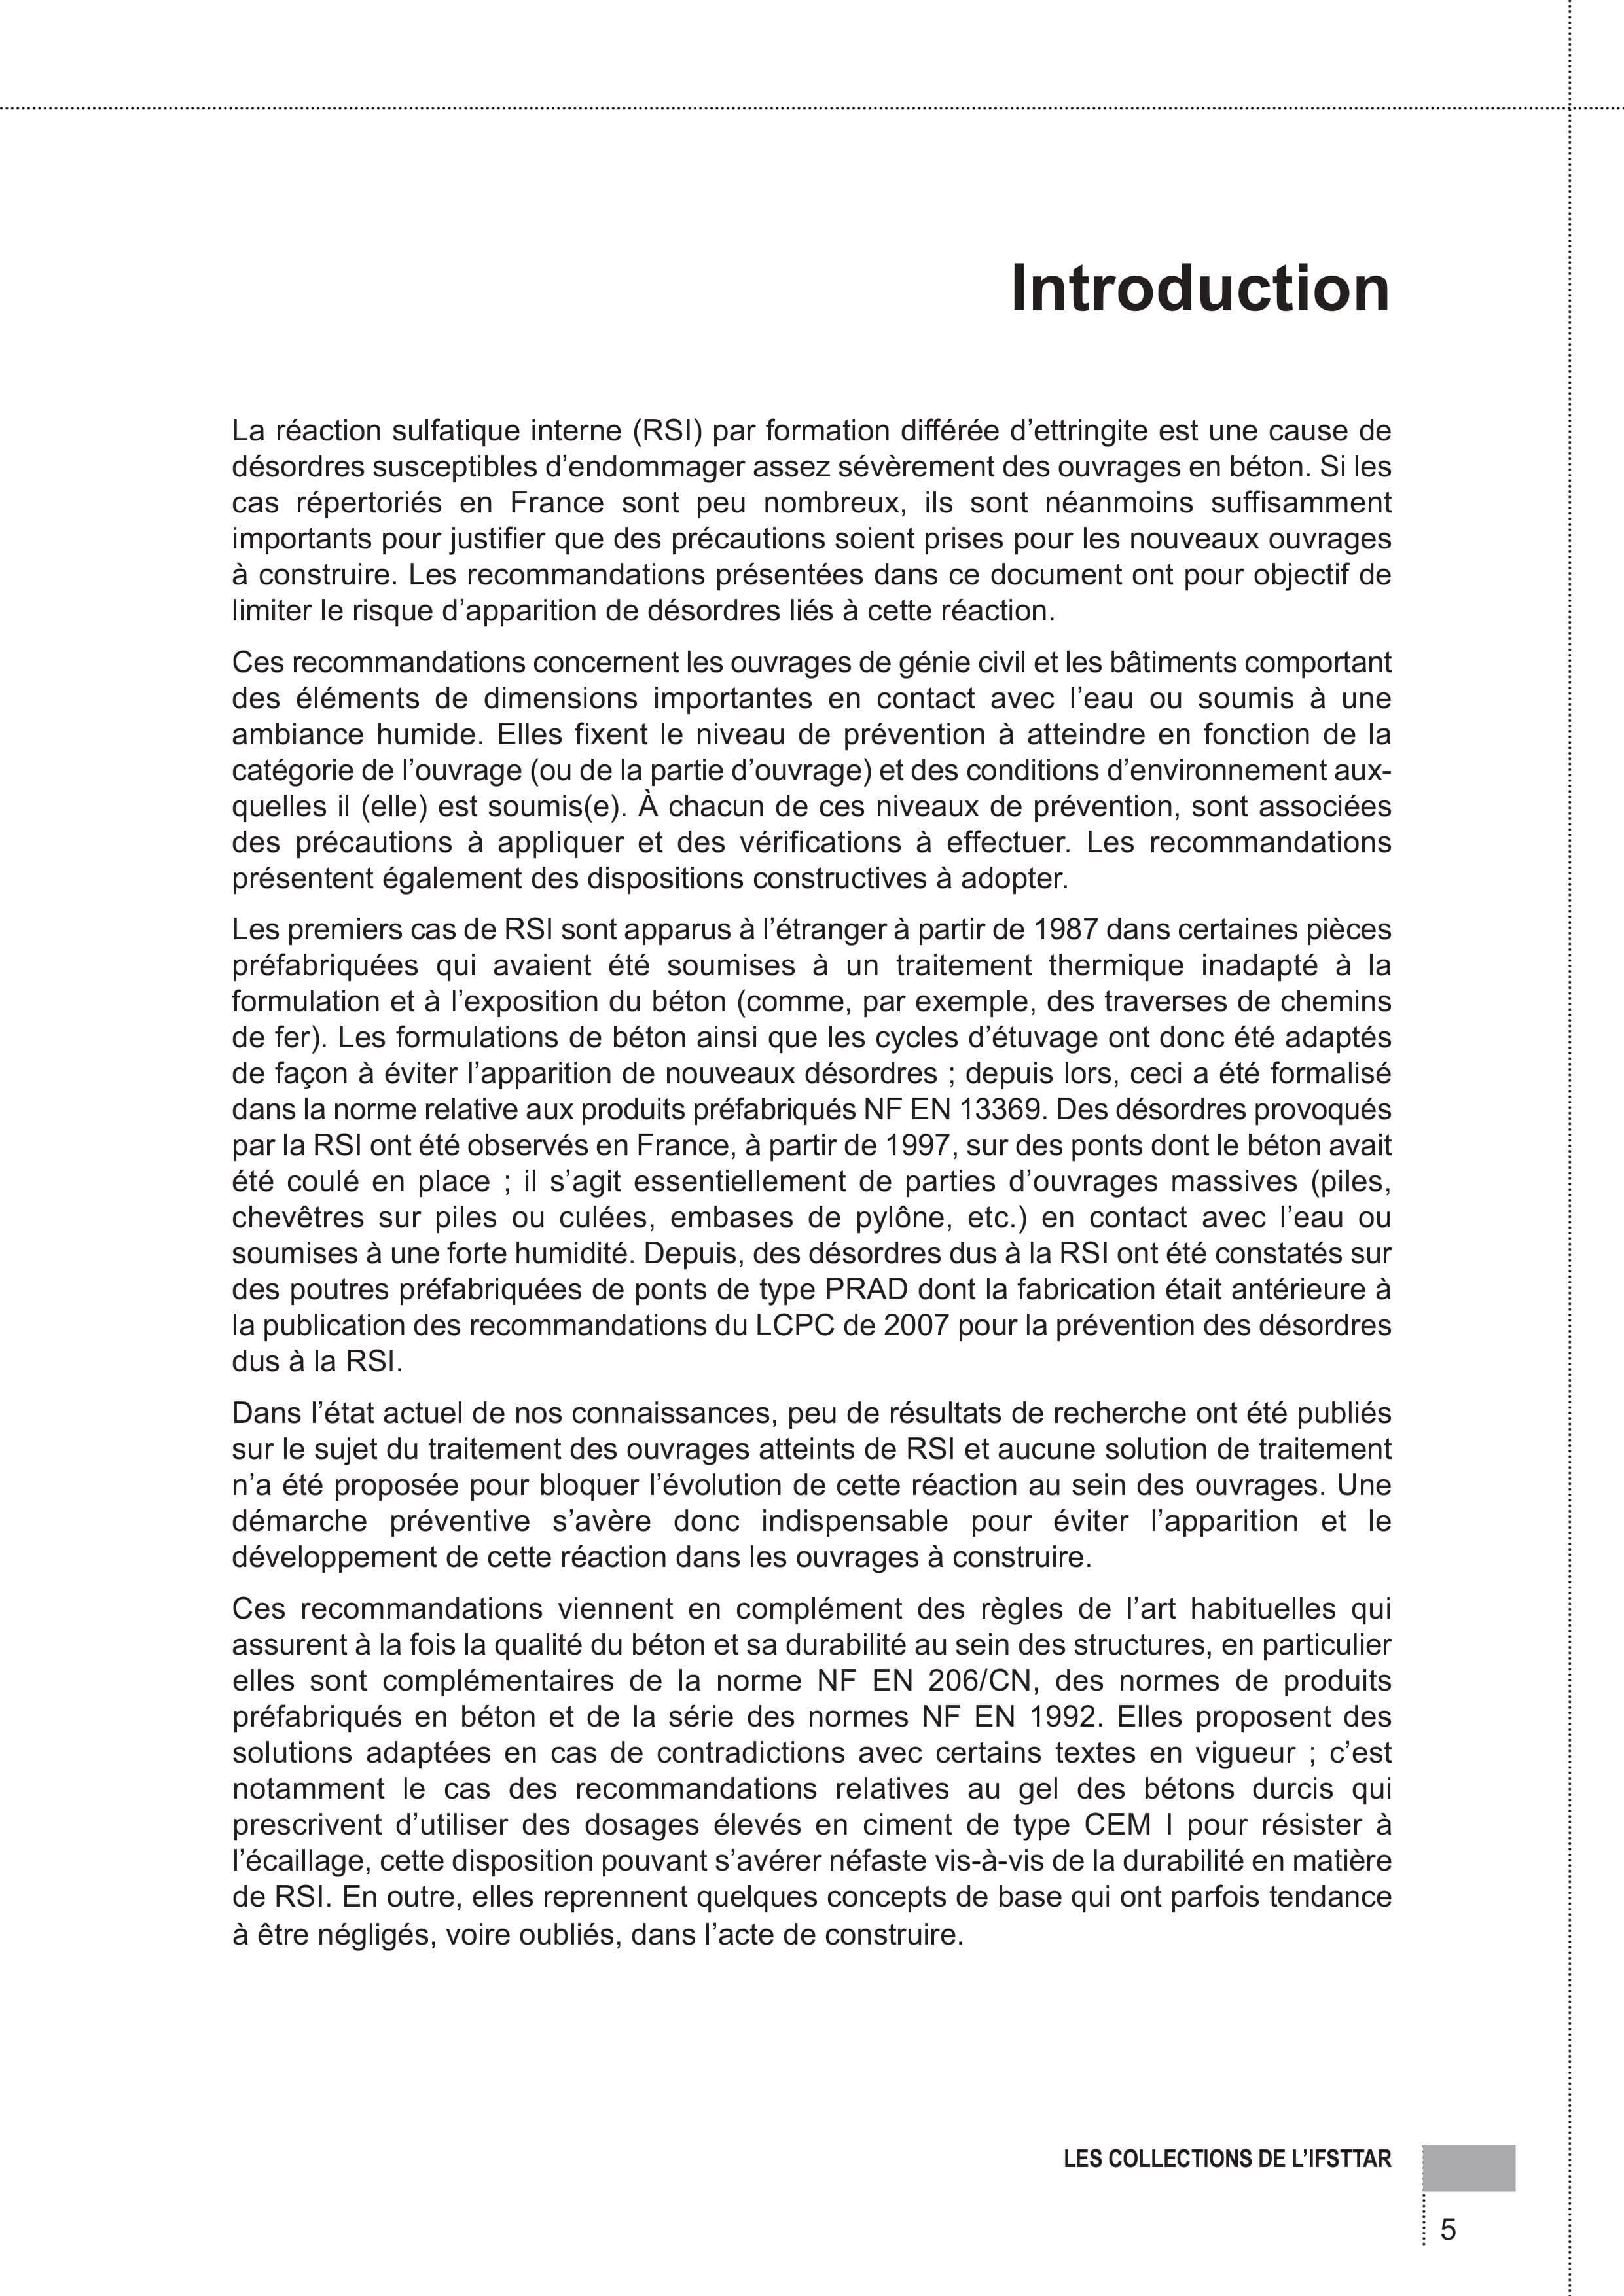 Introduction
La réaction sulfatique interne (RSI) par formation différée d’ettringite est une cause de
désordres susceptibles d’endommager assez sévèrement des ouvrages en béton. Si les
cas répertoriés en France sont peu nombreux, ils sont néanmoins suffisamment
importants pour justifier que des précautions soient prises pour les nouveaux ouvrages
à construire. Les recommandations présentées dans ce document ont pour objectif de
limiter le risque d’apparition de désordres liés à cette réaction.
Ces recommandations concernent les ouvrages de génie civil et les bâtiments comportant
des éléments de dimensions importantes en contact avec l’eau ou soumis à une
ambiance humide. Elles fixent le niveau de prévention à atteindre en fonction de la
catégorie de l’ouvrage (ou de la partie d’ouvrage) et des conditions d’environnement aux-
quelles il (elle) est soumis(e). À chacun de ces niveaux de prévention, sont associées
des précautions à appliquer et des vérifications à effectuer. Les recommandations
présentent également des dispositions constructives à adopter.
Les premiers cas de RSI sont apparus à l’étranger à partir de 1987 dans certaines pièces
préfabriquées qui avaient été soumises à un traitement thermique inadapté à la
formulation et à l’exposition du béton (comme, par exemple, des traverses de chemins
de fer). Les formulations de béton ainsi que les cycles d’étuvage ont donc été adaptés
de façon à éviter l’apparition de nouveaux désordres ; depuis lors, ceci a été formalisé
dans la norme relative aux produits préfabriqués NF EN 13369. Des désordres provoqués
par la RSI ont été observés en France, à partir de 1997, sur des ponts dont le béton avait
été coulé en place ; il s’agit essentiellement de parties d’ouvrages massives (piles,
chevêtres sur piles ou culées, embases de pylône, etc.) en contact avec l’eau ou
soumises à une forte humidité. Depuis, des désordres dus à la RSI ont été constatés sur
des poutres préfabriquées de ponts de type PRAD dont la fabrication était antérieure à
la publication des recommandations du LCPC de 2007 pour la prévention des désordres
dus à la RSI.
Dans l’état actuel de nos connaissances, peu de résultats de recherche ont été publiés
sur le sujet du traitement des ouvrages atteints de RSI et aucune solution de traitement
n’a été proposée pour bloquer l’évolution de cette réaction au sein des ouvrages. Une
démarche préventive s’avère donc indispensable pour éviter l’apparition et le
développement de cette réaction dans les ouvrages à construire.
Ces recommandations viennent en complément des règles de l’art habituelles qui
assurent à la fois la qualité du béton et sa durabilité au sein des structures, en particulier
elles sont complémentaires de la norme NF EN 206/CN, des normes de produits
préfabriqués en béton et de la série des normes NF EN 1992. Elles proposent des
solutions adaptées en cas de contradictions avec certains textes en vigueur ; c’est
notamment le cas des recommandations relatives au gel des bétons durcis qui
prescrivent d’utiliser des dosages élevés en ciment de type CEM I pour résister à
l’écaillage, cette disposition pouvant s’avérer néfaste vis-à-vis de la durabilité en matière
de RSI. En outre, elles reprennent quelques concepts de base qui ont parfois tendance
à être négligés, voire oubliés, dans l’acte de construire.
LES COLLECTIONS DE L’IFSTTAR
5